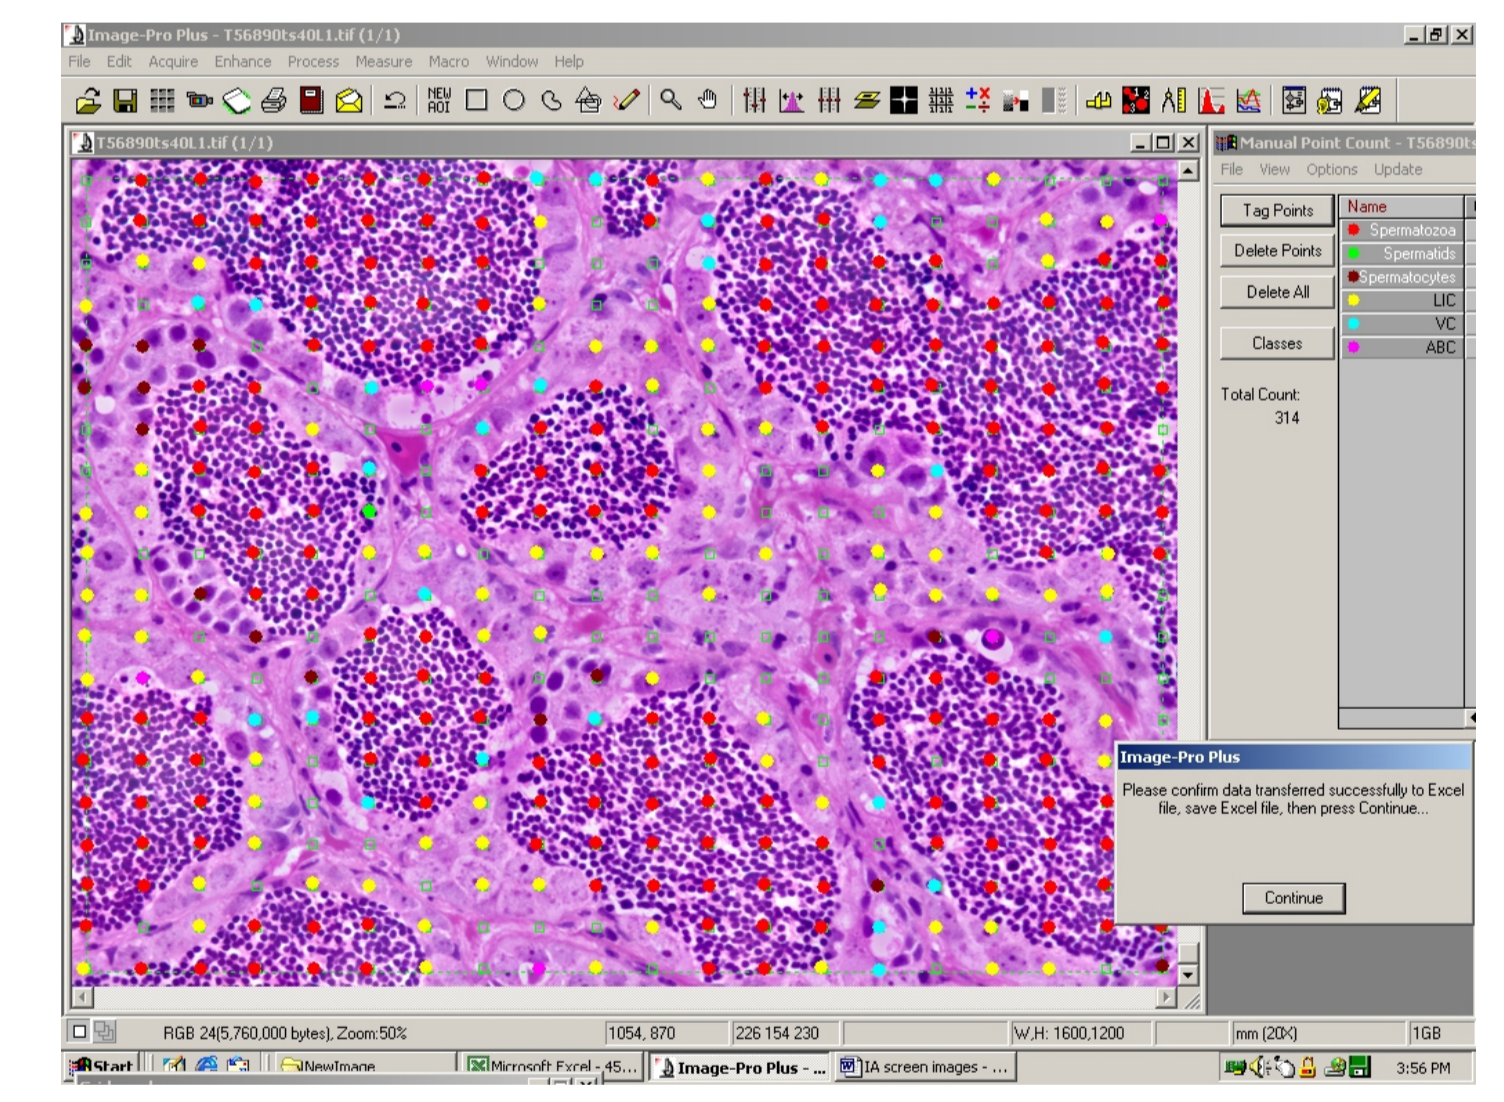 Image-Pro Plus - T56890ts40L1.tif (1/1)
File Edit Acquire Enhance Process Measure Macro Window Help
NEW
AOI
T56890ts40L1.tif (1/1)
Manual Point Count - T56890ts
File View Options Update
Tag Points
Delete Points
Delete All
Classes
Total Count:
314
Name
Spermatozoa
Spermatids
Spermatocytes
LIC
VC
ABC
Image-Pro Plus
Please confirm data transferred successfully to Excel
file, save Excel file, then press Continue...
Continue
RGB 24(5,760,000 bytes), Zoom:50%
1054, 870
226 154 230
W,H: 1600,1200
mm (20X)
1GB
Start
NewImage
Microsoft Excel - 45...
Image-Pro Plus - ...
IA screen images - ...
3:56 PM